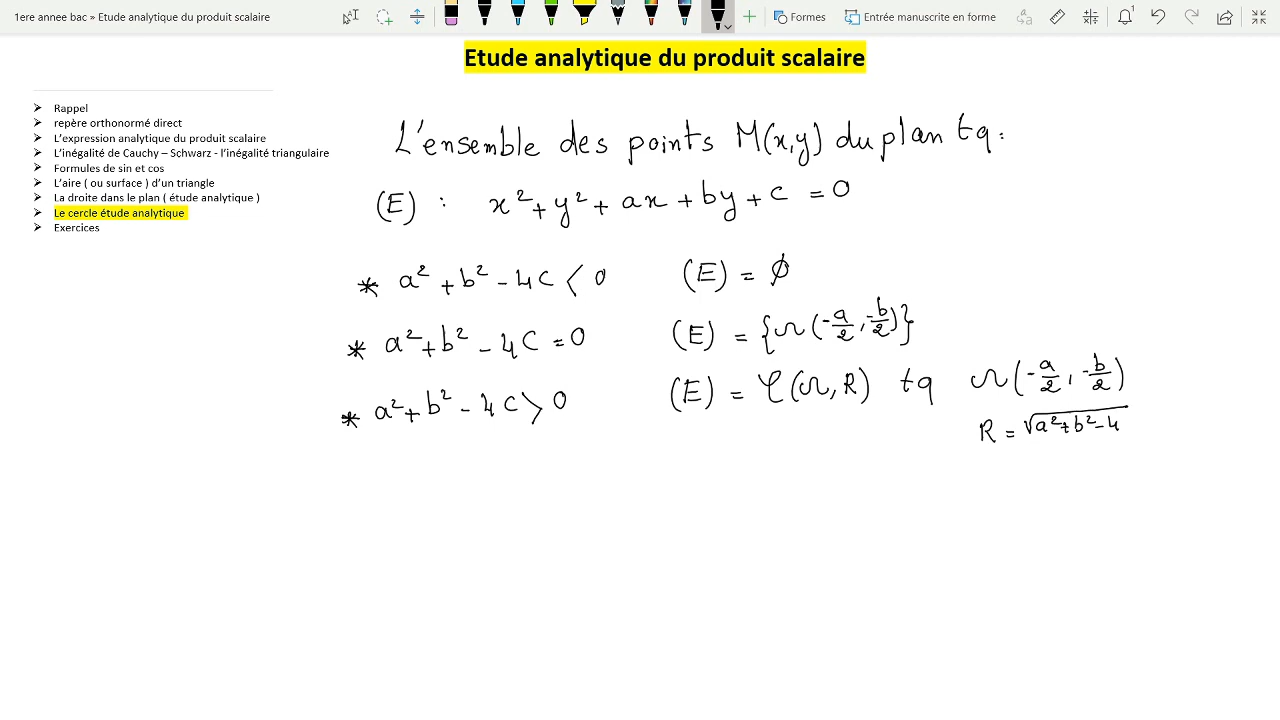 1ere annee bac » Etude analytique du produit scalaire
Formes
Entrée manuscrite en forme
Etude analytique du produit scalaire
Rappel
repère orthonormé direct
L'expression analytique du produit scalaire
L'inégalité de Cauchy – Schwarz - l'inégalité triangulaire
Formules de sin et cos
L'aire ( ou surface ) d'un triangle
La droite dans le plan ( étude analytique )
Le cercle étude analytique
Exercices
L'ensemble des points M(x,y) du plan tq:
(E) : x² + y² + ax + by + c = 0
* a² + b² - 4c < 0 (E) = ∅
* a² + b² - 4c = 0 (E) = {Ω(-a/2, -b/2)}
* a² + b² - 4c > 0 (E) = 𝒞(Ω, R) tq Ω(-a/2, -b/2)
R = √(a² + b² - 4